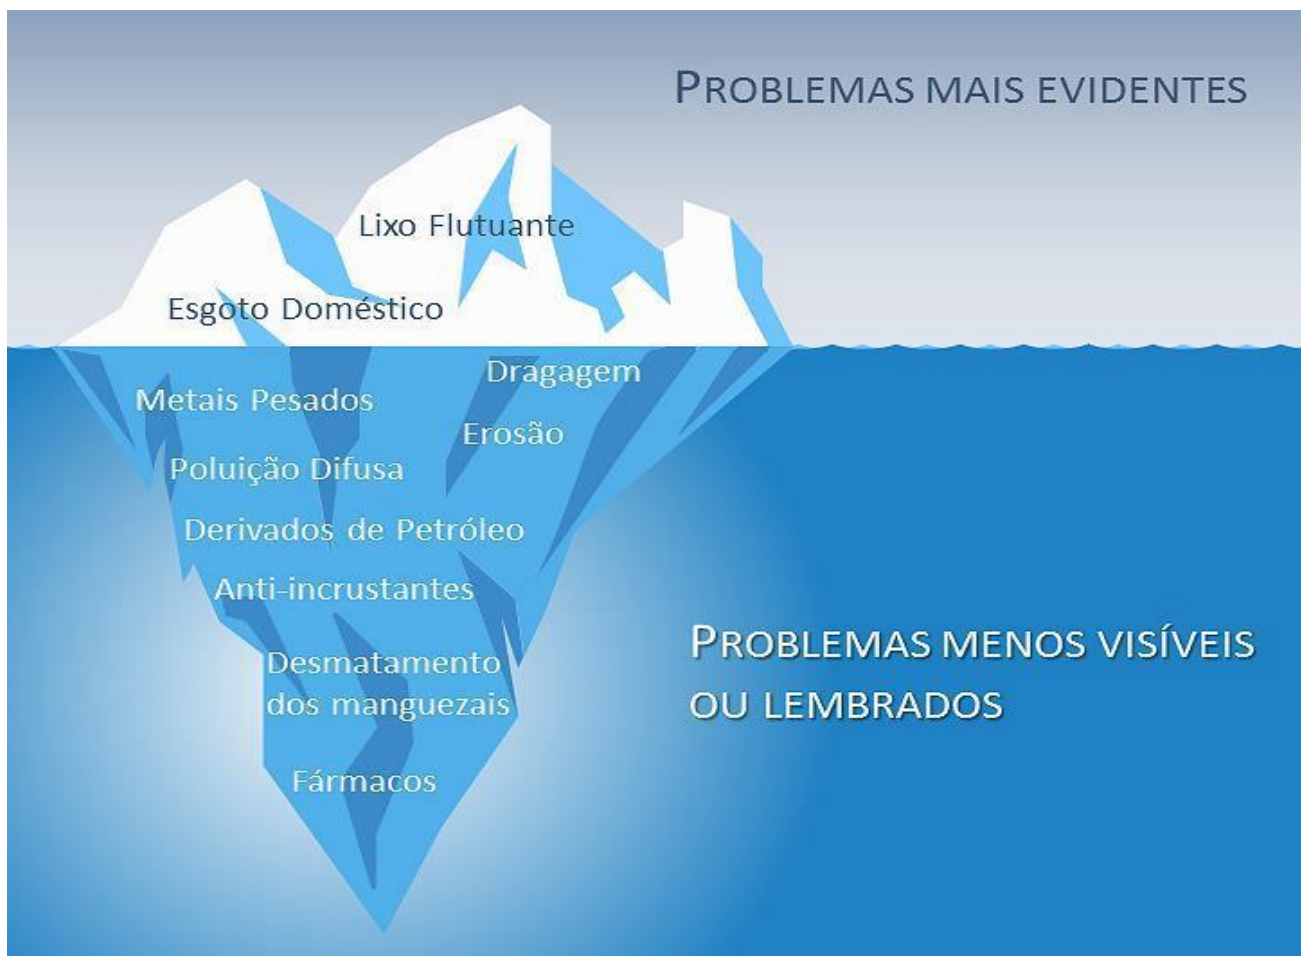 PROBLEMAS MAIS EVIDENTES
Lixo Flutuante
Esgoto Doméstico
Dragagem
Metais Pesados
Erosão
Poluição Difusa
Derivados de Petróleo
Anti-incrustantes
Desmatamento
dos manguezais
PROBLEMAS MENOS VISÍVEIS
OU LEMBRADOS
Fármacos